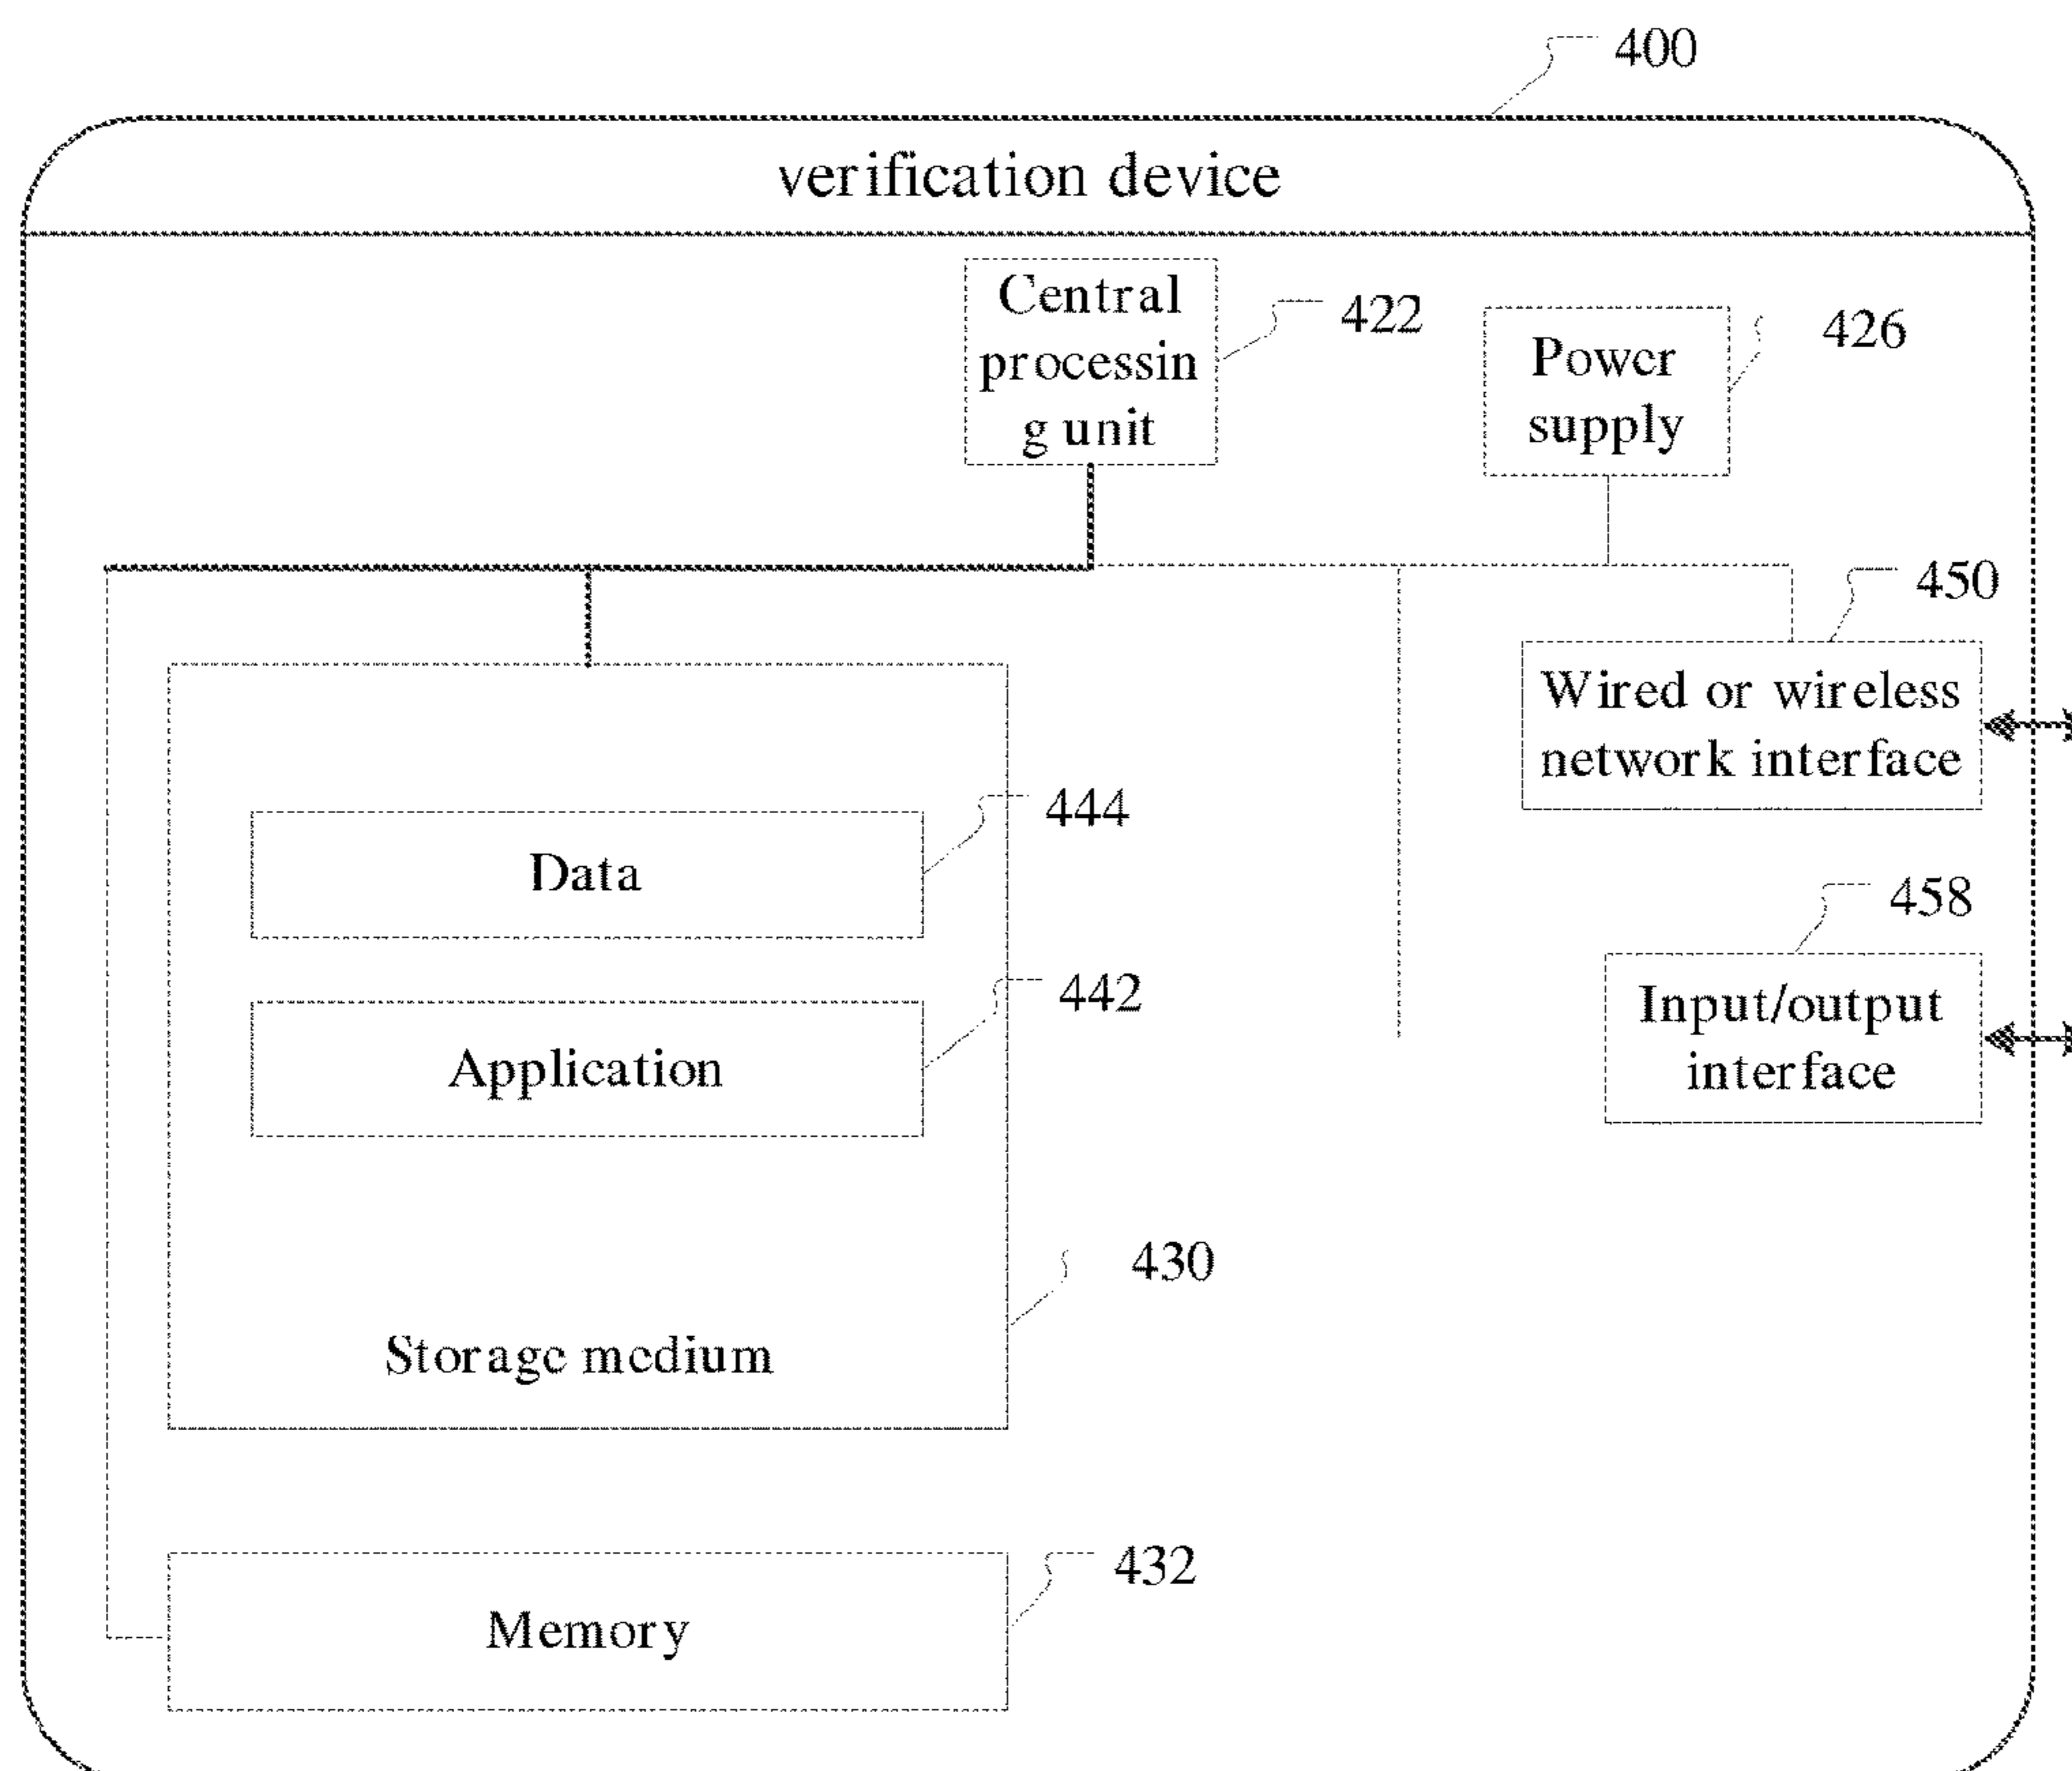 400
verification device
Central
processin
g unit
422
Power
supply
426
450
Wired or wireless
network interface
444
Data
458
Input/output
interface
442
Application
430
Storage medium
432
Memory